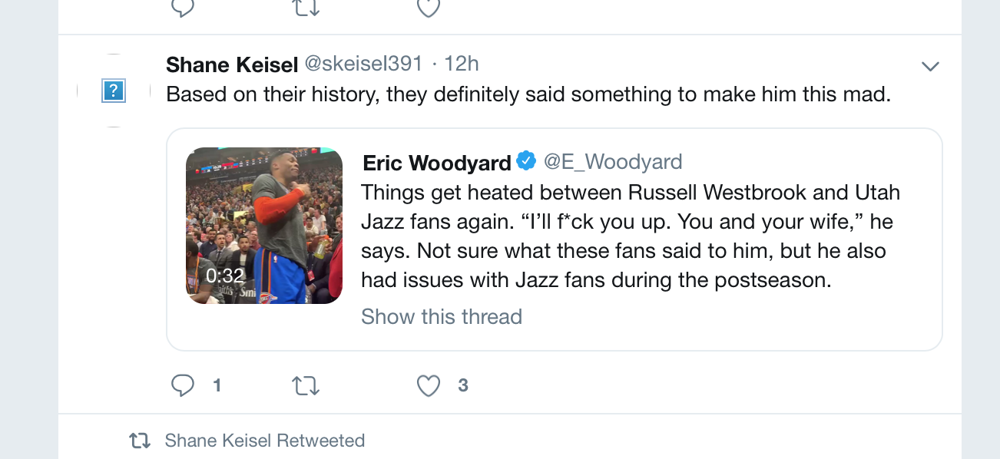 Shane Keisel @skeisel391 · 12h
Based on their history, they definitely said something to make him this mad.
Eric Woodyard @E_Woodyard
Things get heated between Russell Westbrook and Utah
Jazz fans again. “I’ll f*ck you up. You and your wife,” he
says. Not sure what these fans said to him, but he also
had issues with Jazz fans during the postseason.
0:32
Show this thread
1
3
Shane Keisel Retweeted